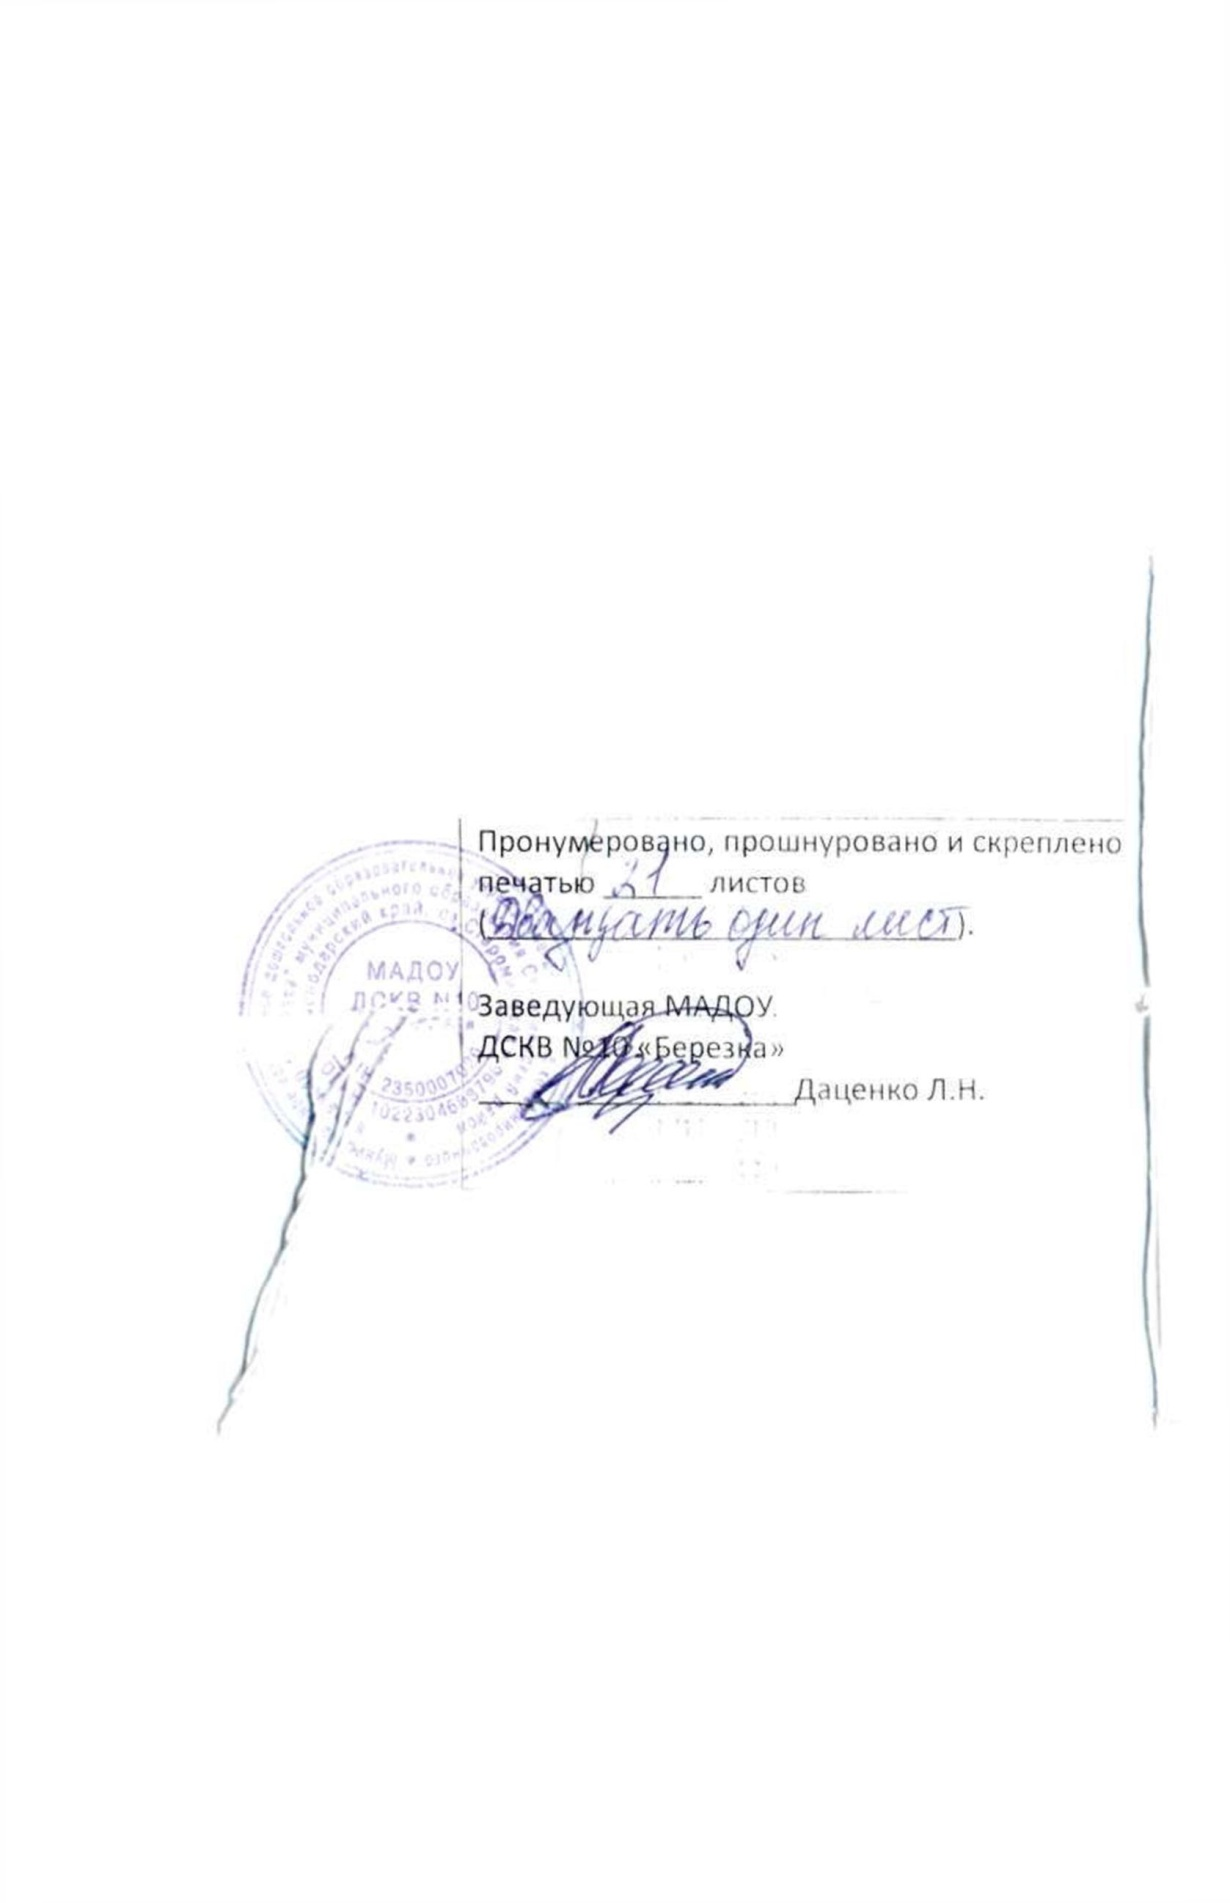 Пронумеровано, прошнуровано и скреплено
печатью 21 листов
(Двадцать один лист).
Заведующая МАДОУ
ДСКВ №10 «Березка»
Даценко Л.Н.
МАДОУ
ДСКВ №10